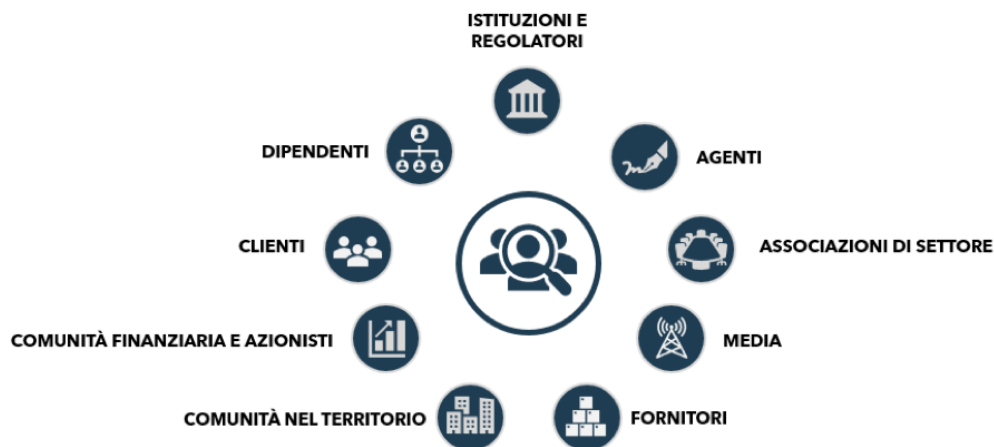 ISTITUZIONI E
REGOLATORI
DIPENDENTI
AGENTI
CLIENTI
ASSOCIAZIONI DI SETTORE
COMUNITÀ FINANZIARIA E AZIONISTI
MEDIA
COMUNITÀ NEL TERRITORIO
FORNITORI